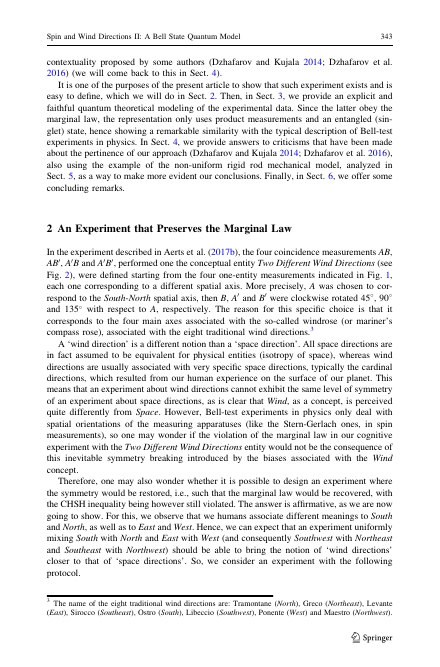 Spin and Wind Directions II: A Bell State Quantum Model 343
contextuality proposed by some authors (Dzhafarov and Kujala 2014; Dzhafarov et al.
2016) (we will come back to this in Sect. 4).
It is one of the purposes of the present article to show that such experiment exists and is
easy to define, which we will do in Sect. 2. Then, in Sect. 3, we provide an explicit and
faithful quantum theoretical modeling of the experimental data. Since the latter obey the
marginal law, the representation only uses product measurements and an entangled (sin-
glet) state, hence showing a remarkable similarity with the typical description of Bell-test
experiments in physics. In Sect. 4, we provide answers to criticisms that have been made
about the pertinence of our approach (Dzhafarov and Kujala 2014; Dzhafarov et al. 2016),
also using the example of the non-uniform rigid rod mechanical model, analyzed in
Sect. 5, as a way to make more evident our conclusions. Finally, in Sect. 6, we offer some
concluding remarks.
2 An Experiment that Preserves the Marginal Law
In the experiment described in Aerts et al. (2017b), the four coincidence measurements AB,
AB′, A′B and A′B′, performed one the conceptual entity Two Different Wind Directions (see
Fig. 2), were defined starting from the four one-entity measurements indicated in Fig. 1,
each one corresponding to a different spatial axis. More precisely, A was chosen to cor-
respond to the South-North spatial axis, then B, A′ and B′ were clockwise rotated 45°, 90°
and 135° with respect to A, respectively. The reason for this specific choice is that it
corresponds to the four main axes associated with the so-called windrose (or mariner's
compass rose), associated with the eight traditional wind directions.3
A 'wind direction' is a different notion than a 'space direction'. All space directions are
in fact assumed to be equivalent for physical entities (isotropy of space), whereas wind
directions are usually associated with very specific space directions, typically the cardinal
directions, which resulted from our human experience on the surface of our planet. This
means that an experiment about wind directions cannot exhibit the same level of symmetry
of an experiment about space directions, as is clear that Wind, as a concept, is perceived
quite differently from Space. However, Bell-test experiments in physics only deal with
spatial orientations of the measuring apparatuses (like the Stern-Gerlach ones, in spin
measurements), so one may wonder if the violation of the marginal law in our cognitive
experiment with the Two Different Wind Directions entity would not be the consequence of
this inevitable symmetry breaking introduced by the biases associated with the Wind
concept.
Therefore, one may also wonder whether it is possible to design an experiment where
the symmetry would be restored, i.e., such that the marginal law would be recovered, with
the CHSH inequality being however still violated. The answer is affirmative, as we are now
going to show. For this, we observe that we humans associate different meanings to South
and North, as well as to East and West. Hence, we can expect that an experiment uniformly
mixing South with North and East with West (and consequently Southwest with Northeast
and Southeast with Northwest) should be able to bring the notion of 'wind directions'
closer to that of 'space directions'. So, we consider an experiment with the following
protocol.
3 The name of the eight traditional wind directions are: Tramontane (North), Greco (Northeast), Levante
(East), Sirocco (Southeast), Ostro (South), Libeccio (Southwest), Ponente (West) and Maestro (Northwest).
Springer